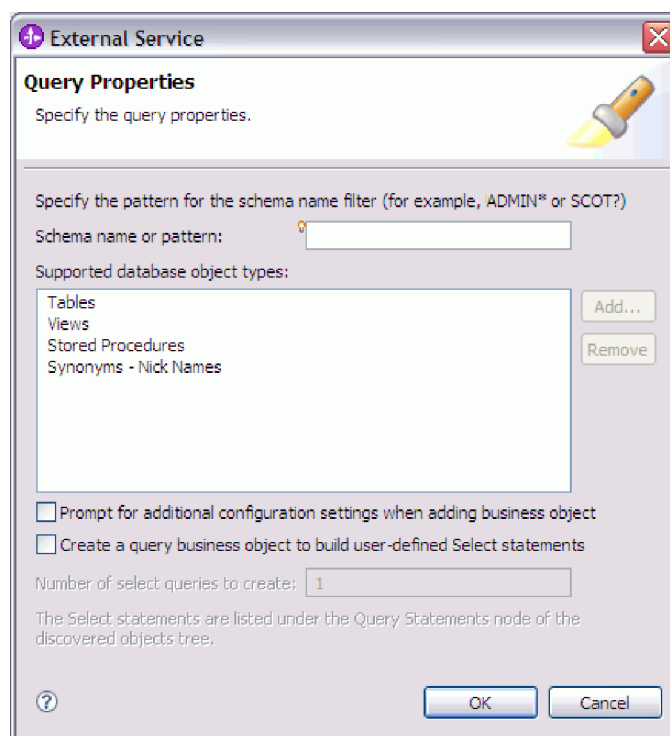 External Service
Query Properties
Specify the query properties.
Specify the pattern for the schema name filter (for example, ADMIN* or SCOT?)
Schema name or pattern:
Supported database object types:
Tables
Views
Stored Procedures
Synonyms - Nick Names
Add...
Remove
Prompt for additional configuration settings when adding business object
Create a query business object to build user-defined Select statements
Number of select queries to create: 1
The Select statements are listed under the Query Statements node of the
discovered objects tree.
?
OK
Cancel